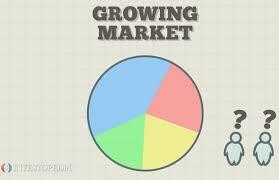 GROWING
MARKET
? ?
INVESTOPEDIA